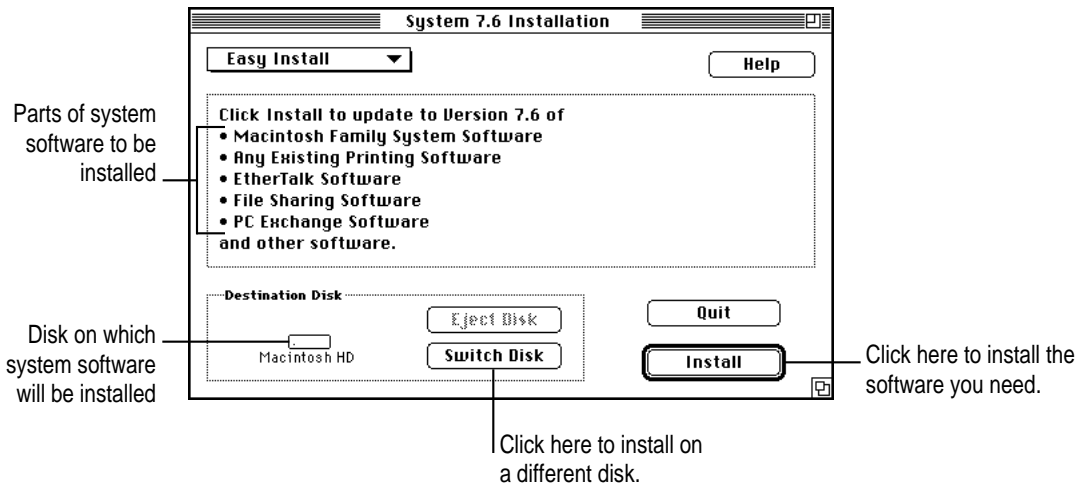 System 7.6 Installation
Easy Install
Help
Parts of system
software to be
installed
Click Install to update to Version 7.6 of
• Macintosh Family System Software
• Any Existing Printing Software
• EtherTalk Software
• File Sharing Software
• PC Exchange Software
and other software.
Destination Disk
Eject Disk
Quit
Disk on which
system software
will be installed
Macintosh HD
Switch Disk
Install
Click here to install the
software you need.
Click here to install on
a different disk.